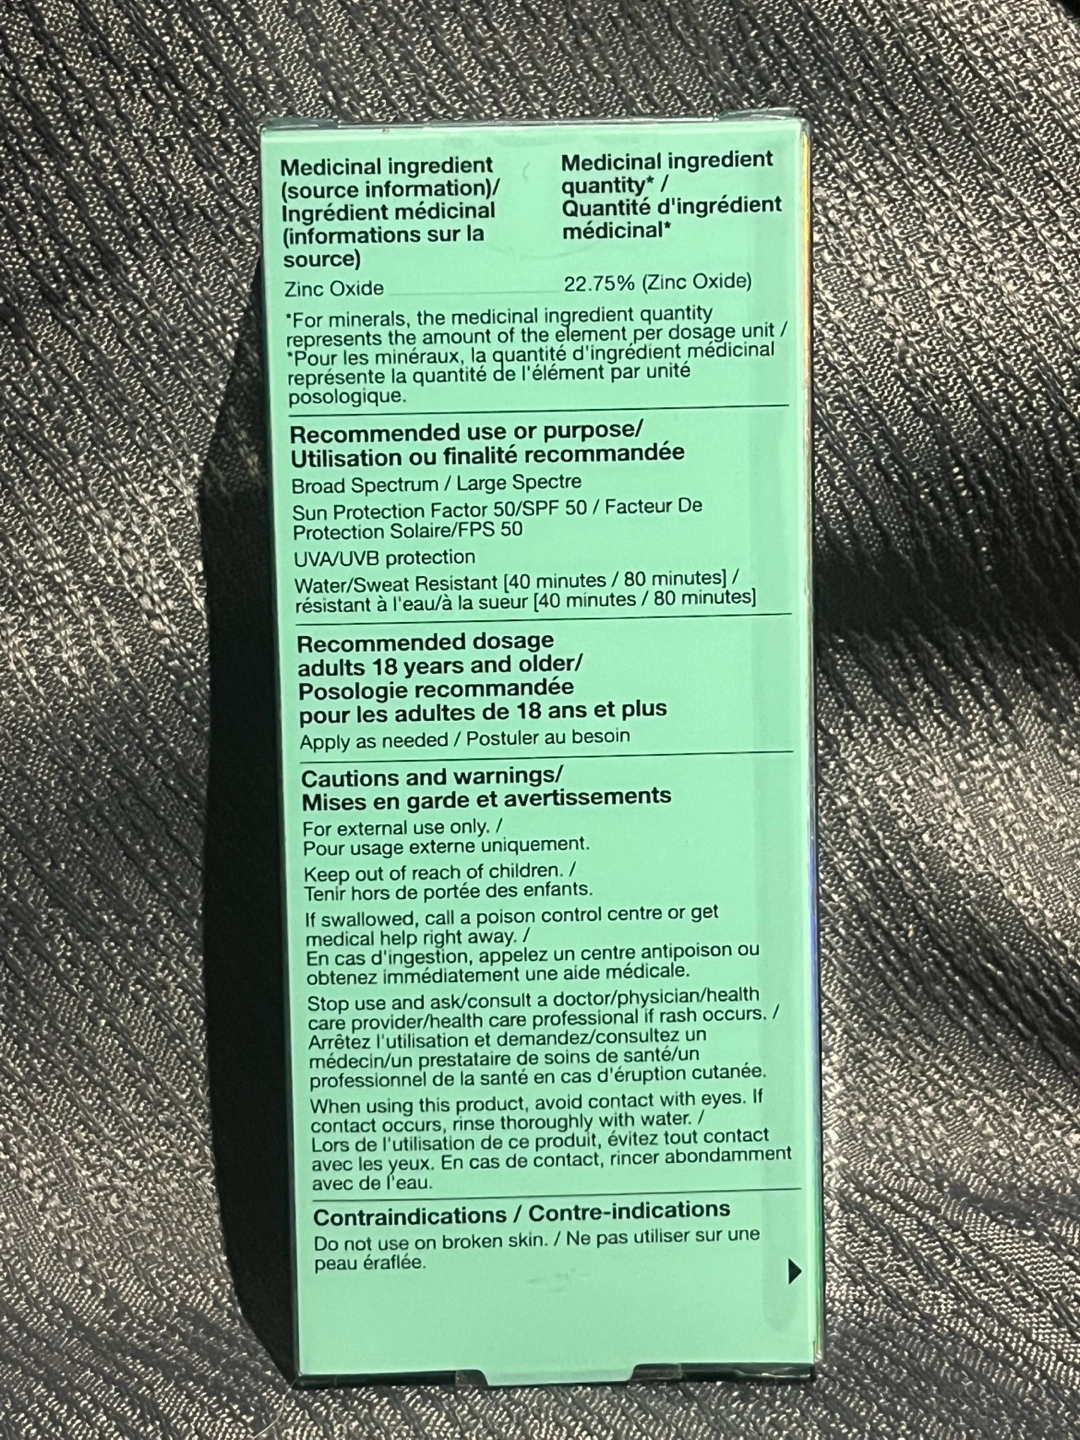 Medicinal ingredient
(source information)/
Ingrédient médicinal
(informations sur la
source)
Medicinal ingredient
quantity* /
Quantité d'ingrédient
médicinal*
Zinc Oxide 22.75% (Zinc Oxide)
*For minerals, the medicinal ingredient quantity
represents the amount of the element per dosage unit /
*Pour les minéraux, la quantité d'ingrédient médicinal
représente la quantité de l'élément par unité
posologique.
Recommended use or purpose/
Utilisation ou finalité recommandée
Broad Spectrum / Large Spectre
Sun Protection Factor 50/SPF 50 / Facteur De
Protection Solaire/FPS 50
UVA/UVB protection
Water/Sweat Resistant [40 minutes / 80 minutes] /
résistant à l'eau/à la sueur [40 minutes / 80 minutes]
Recommended dosage
adults 18 years and older/
Posologie recommandée
pour les adultes de 18 ans et plus
Apply as needed / Postuler au besoin
Cautions and warnings/
Mises en garde et avertissements
For external use only. /
Pour usage externe uniquement.
Keep out of reach of children. /
Tenir hors de portée des enfants.
If swallowed, call a poison control centre or get
medical help right away. /
En cas d'ingestion, appelez un centre antipoison ou
obtenez immédiatement une aide médicale.
Stop use and ask/consult a doctor/physician/health
care provider/health care professional if rash occurs. /
Arrêtez l'utilisation et demandez/consultez un
médecin/un prestataire de soins de santé/un
professionnel de la santé en cas d'éruption cutanée.
When using this product, avoid contact with eyes. If
contact occurs, rinse thoroughly with water. /
Lors de l'utilisation de ce produit, évitez tout contact
avec les yeux. En cas de contact, rincer abondamment
avec de l'eau.
Contraindications / Contre-indications
Do not use on broken skin. / Ne pas utiliser sur une
peau éraflée.